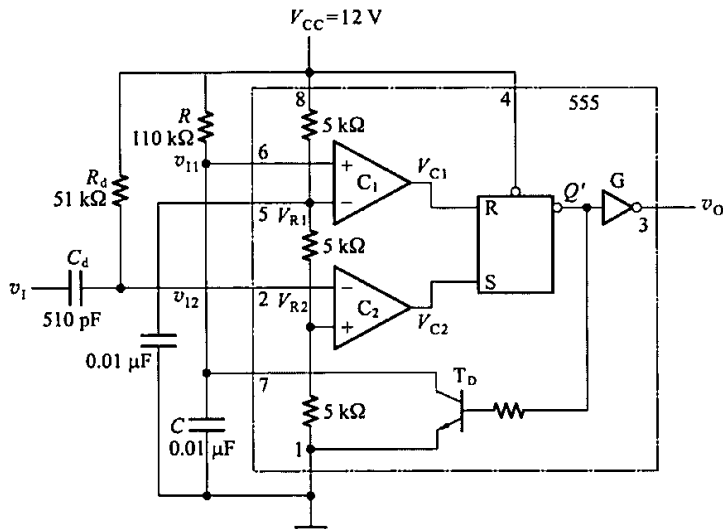 V_CC=12 V
8
4
555
R
110 kΩ
5 kΩ
v_I1
6
+
C₁
−
V_C1
R_d
51 kΩ
5
V_R1
R
Q'
G
3
v_O
5 kΩ
C_d
v_I
510 pF
v_I2
2
V_R2
−
C₂
+
V_C2
S
0.01 μF
7
T_D
5 kΩ
C
0.01 μF
1